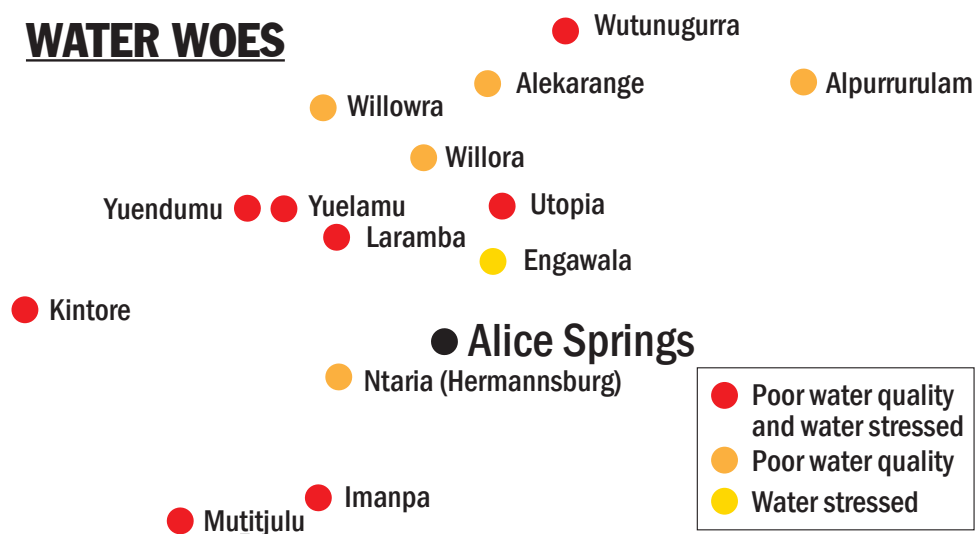 WATER WOES
Wutunugurra
Alekarange
Alpurrurulam
Willowra
Willora
Yuendumu
Yuelamu
Utopia
Laramba
Engawala
Kintore
Alice Springs
Ntaria (Hermannsburg)
Poor water quality
and water stressed
Poor water quality
Water stressed
Imanpa
Mutitjulu